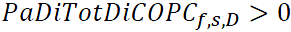 PaDiTotDiCOPC_{f,s,D} > 0